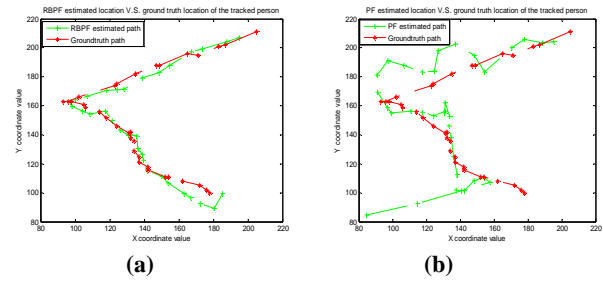 RBPF estimated location V.S. ground truth location of the tracked person
220
200
180
160
140
120
100
80
80 100 120 140 160 180 200 220
Y coordinate value
X coordinate value
RBPF estimated path
Groundtruth path
(a)
PF estimated location V.S. ground truth location of the tracked person
220
200
180
160
140
120
100
80
80 100 120 140 160 180 200 220
Y coordinate value
X coordinate value
PF estimated path
Groundtruth path
(b)